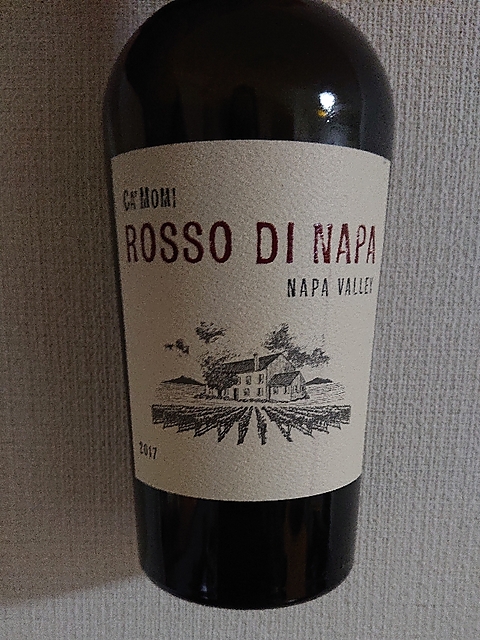 CA'MOMI
ROSSO DI NAPA
NAPA VALLEY
2017